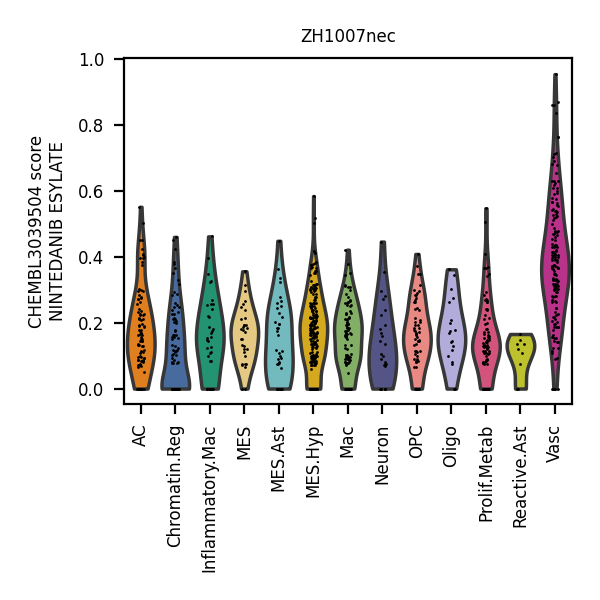 ZH1007nec
CHEMBL3039504 score
NINTEDANIB ESYLATE
1.0
0.8
0.6
0.4
0.2
0.0
AC
Chromatin.Reg
Inflammatory.Mac
MES
MES.Ast
MES.Hyp
Mac
Neuron
OPC
Oligo
Prolif.Metab
Reactive.Ast
Vasc